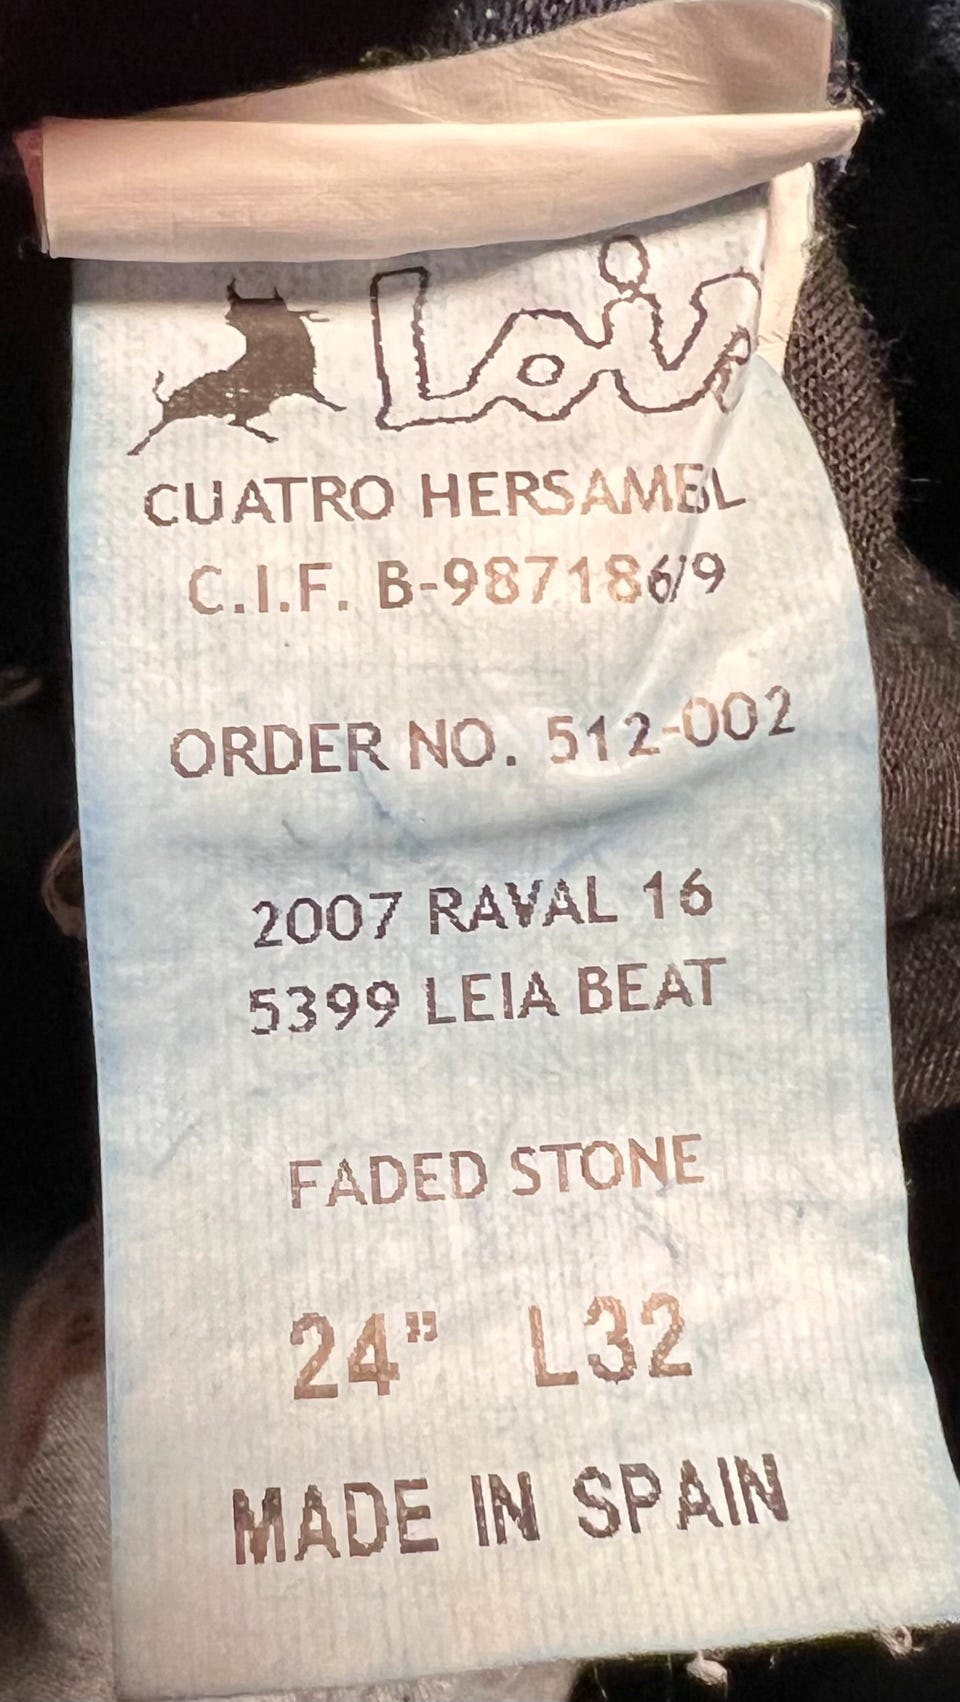 Lois
CUATRO HERSAMEL
C.I.F. B-98718619
ORDER NO. 512-002
2007 RAVAL 16
5399 LEIA BEAT
FADED STONE
24” L32
MADE IN SPAIN